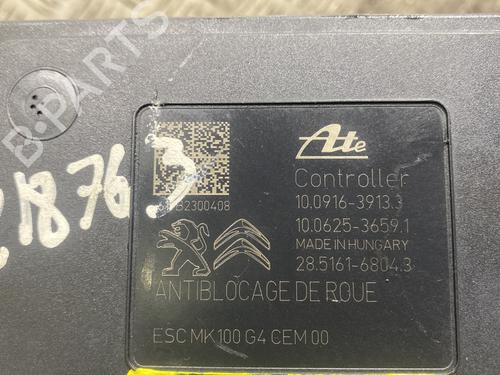 B-PARTS
Ate
Controller
10.0916-3913.3
10.0625-3659.1
MADE IN HUNGARY
28.5161-6804.3
ANTIBLOCAGE DE ROUE
ESC MK100 G4 CEM 00